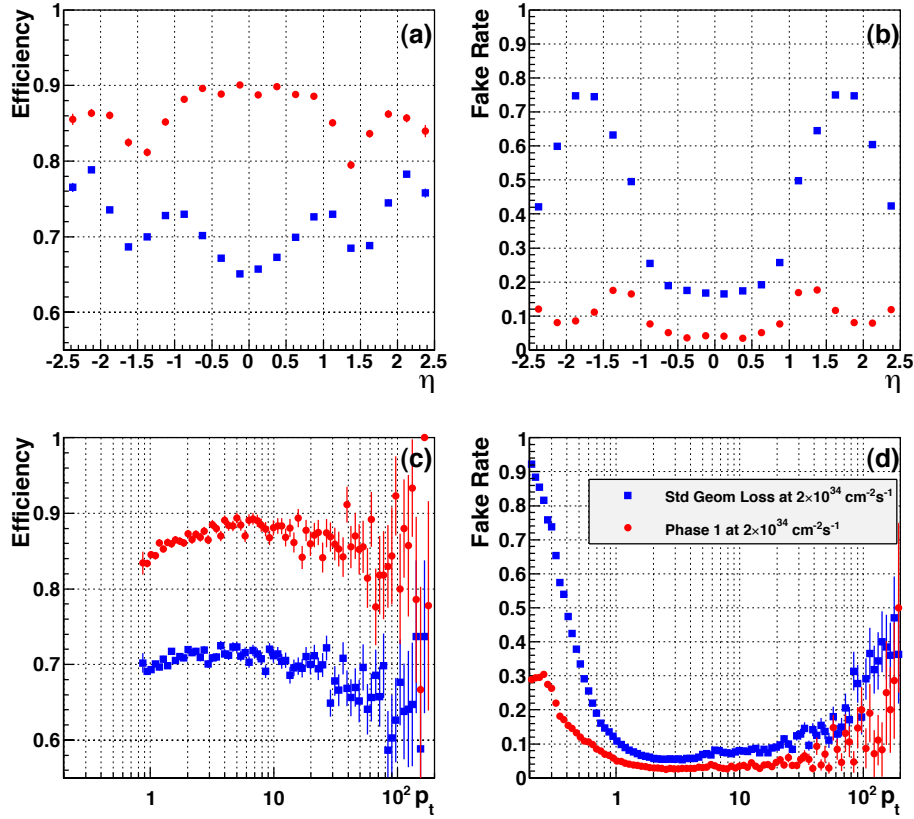 (a)
Efficiency
1
0.9
0.8
0.7
0.6
-2.5 -2 -1.5 -1 -0.5 0 0.5 1 1.5 2 2.5
η
(b)
Fake Rate
1
0.9
0.8
0.7
0.6
0.5
0.4
0.3
0.2
0.1
0
-2.5 -2 -1.5 -1 -0.5 0 0.5 1 1.5 2 2.5
η
(c)
Efficiency
1
0.9
0.8
0.7
0.6
1 10 10² pₜ
(d)
Fake Rate
1
0.9
0.8
0.7
0.6
0.5
0.4
0.3
0.2
0.1
0
Std Geom Loss at 2×10³⁴ cm⁻²s⁻¹
Phase 1 at 2×10³⁴ cm⁻²s⁻¹
1 10 10² pₜ